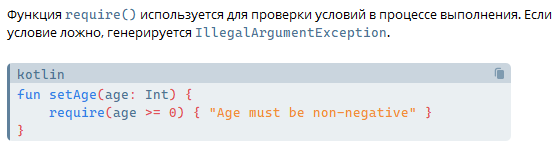 Функция require() используется для проверки условий в процессе выполнения. Если
условие ложно, генерируется IllegalArgumentException.
kotlin
fun setAge(age: Int) {
    require(age >= 0) { "Age must be non-negative" }
}